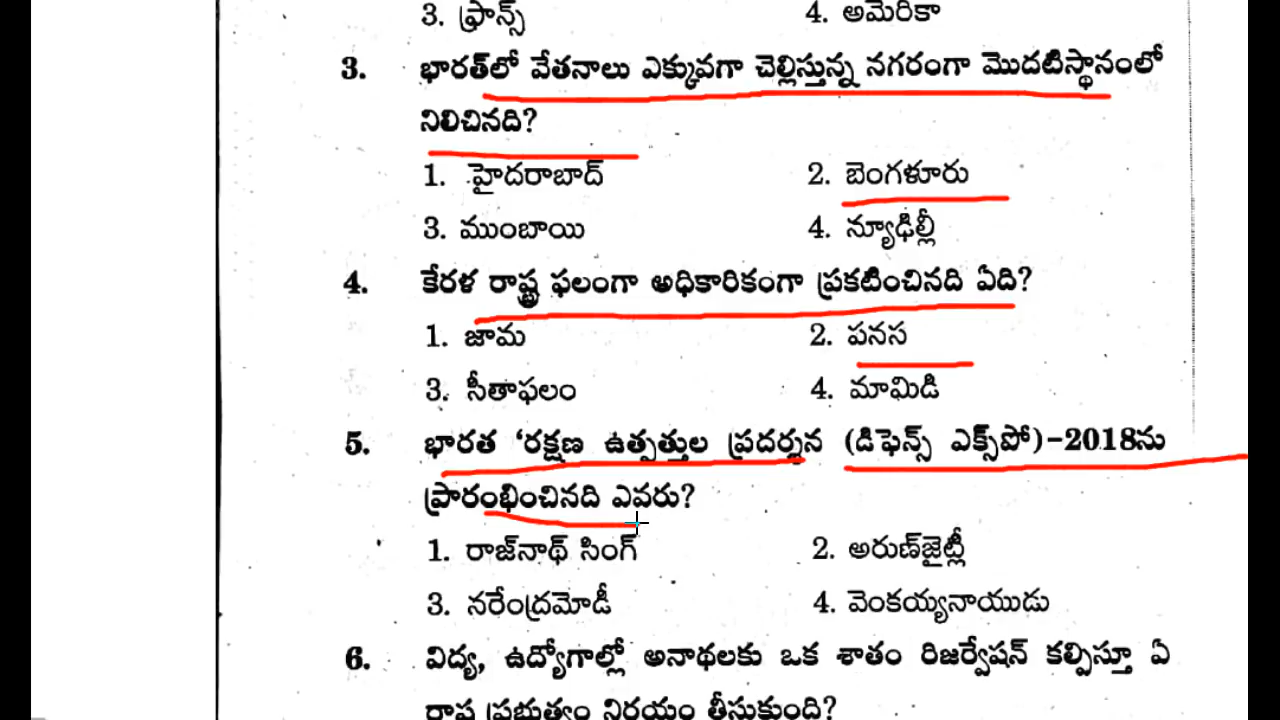 3. ఫ్రాన్స్ 4. అమెరికా
3. భారత్‌లో వేతనాలు ఎక్కువగా చెల్లిస్తున్న నగరంగా మొదటిస్థానంలో
నిలిచినది?
1. హైదరాబాద్ 2. బెంగళూరు
3. ముంబాయి 4. న్యూఢిల్లీ
4. కేరళ రాష్ట్ర ఫలంగా అధికారికంగా ప్రకటించినది ఏది?
1. జామ 2. పనస
3. సీతాఫలం 4. మామిడి
5. భారత 'రక్షణ ఉత్పత్తుల ప్రదర్శన (డిఫెన్స్ ఎక్స్‌పో)-2018ను
ప్రారంభించినది ఎవరు?
1. రాజ్‌నాథ్ సింగ్ 2. అరుణ్‌జైట్లీ
3. నరేంద్రమోడీ 4. వెంకయ్యనాయుడు
6. విద్య, ఉద్యోగాల్లో అనాథలకు ఒక శాతం రిజర్వేషన్ కల్పిస్తూ ఏ
రాష్ట్ర ప్రభుత్వం నిర్ణయం తీసుకుంది?